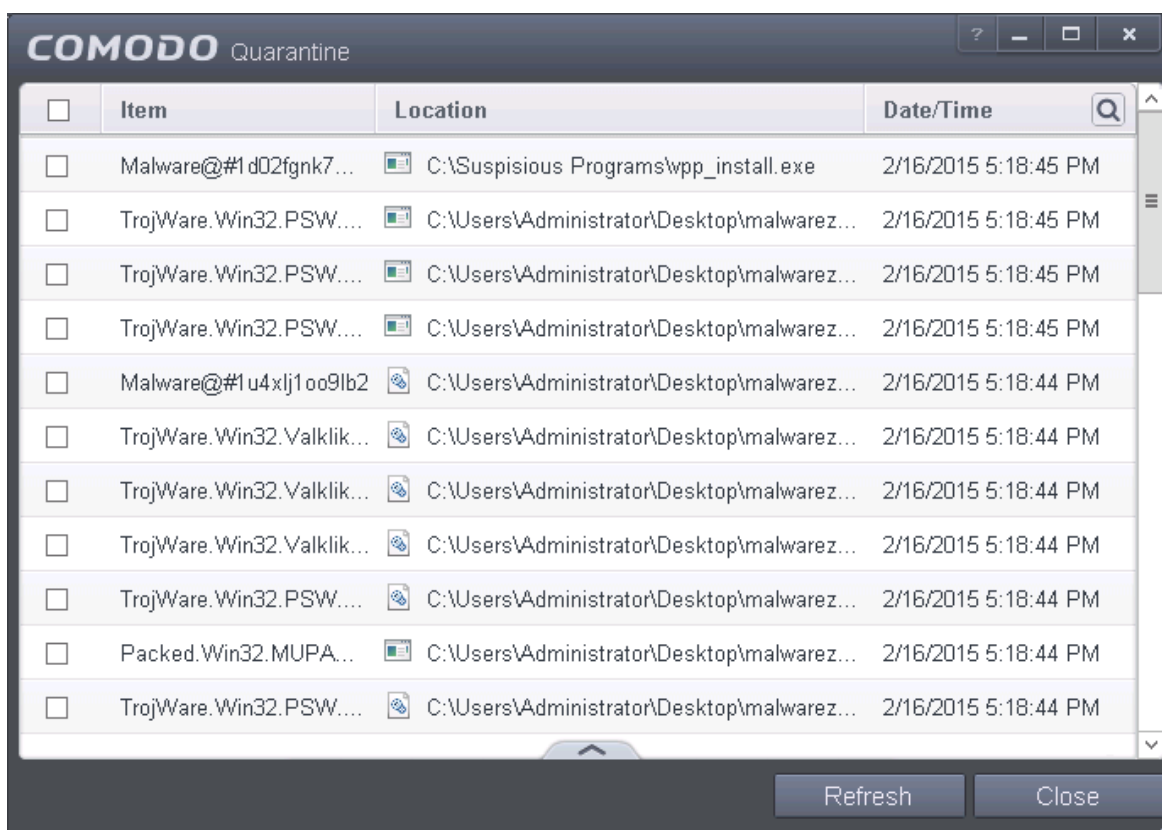 COMODO Quarantine ?
Item Location Date/Time
Malware@#1d02fgnk7... C:\Suspisious Programs\wpp_install.exe 2/16/2015 5:18:45 PM
TrojWare.Win32.PSW.... C:\Users\Administrator\Desktop\malwarez... 2/16/2015 5:18:45 PM
TrojWare.Win32.PSW.... C:\Users\Administrator\Desktop\malwarez... 2/16/2015 5:18:45 PM
TrojWare.Win32.PSW.... C:\Users\Administrator\Desktop\malwarez... 2/16/2015 5:18:45 PM
Malware@#1u4xlj1oo9lb2 C:\Users\Administrator\Desktop\malwarez... 2/16/2015 5:18:44 PM
TrojWare.Win32.Valklik... C:\Users\Administrator\Desktop\malwarez... 2/16/2015 5:18:44 PM
TrojWare.Win32.Valklik... C:\Users\Administrator\Desktop\malwarez... 2/16/2015 5:18:44 PM
TrojWare.Win32.Valklik... C:\Users\Administrator\Desktop\malwarez... 2/16/2015 5:18:44 PM
TrojWare.Win32.PSW.... C:\Users\Administrator\Desktop\malwarez... 2/16/2015 5:18:44 PM
Packed.Win32.MUPA... C:\Users\Administrator\Desktop\malwarez... 2/16/2015 5:18:44 PM
TrojWare.Win32.PSW.... C:\Users\Administrator\Desktop\malwarez... 2/16/2015 5:18:44 PM
Refresh Close